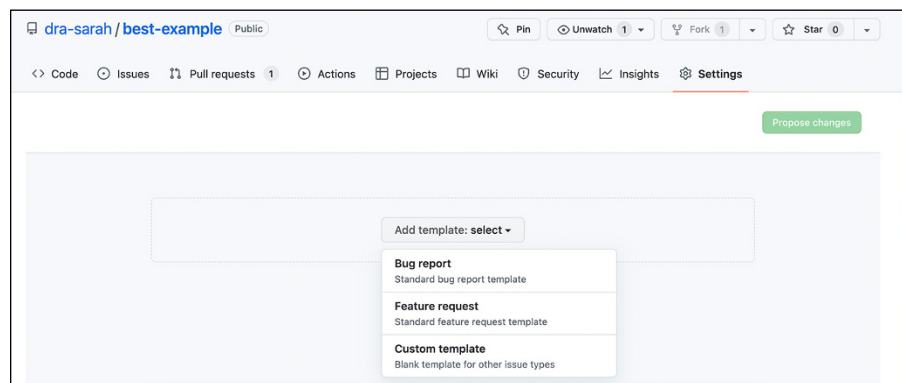 dra-sarah / best-example Public Pin Unwatch 1 Fork 1 Star 0
Code Issues Pull requests 1 Actions Projects Wiki Security Insights Settings
Propose changes
Add template: select
Bug report
Standard bug report template
Feature request
Standard feature request template
Custom template
Blank template for other issue types